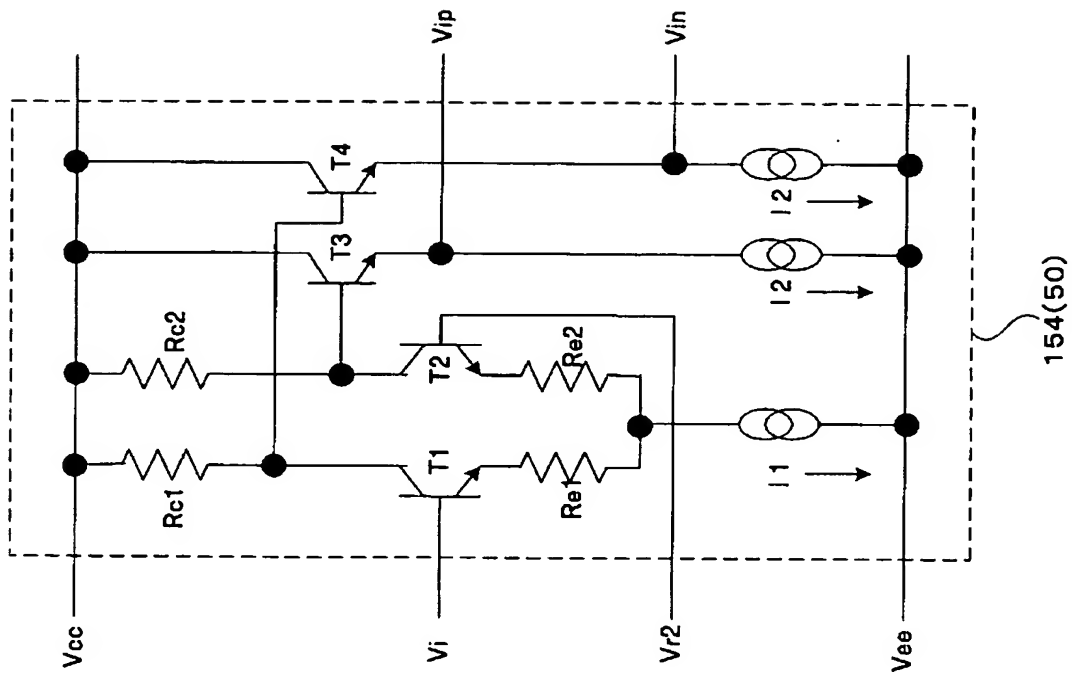 Vcc
Vi
Vr2
Vee
Rc1
Rc2
T1
T2
T3
T4
Re1
Re2
I1
I2
I2
Vip
Vin
154(50)